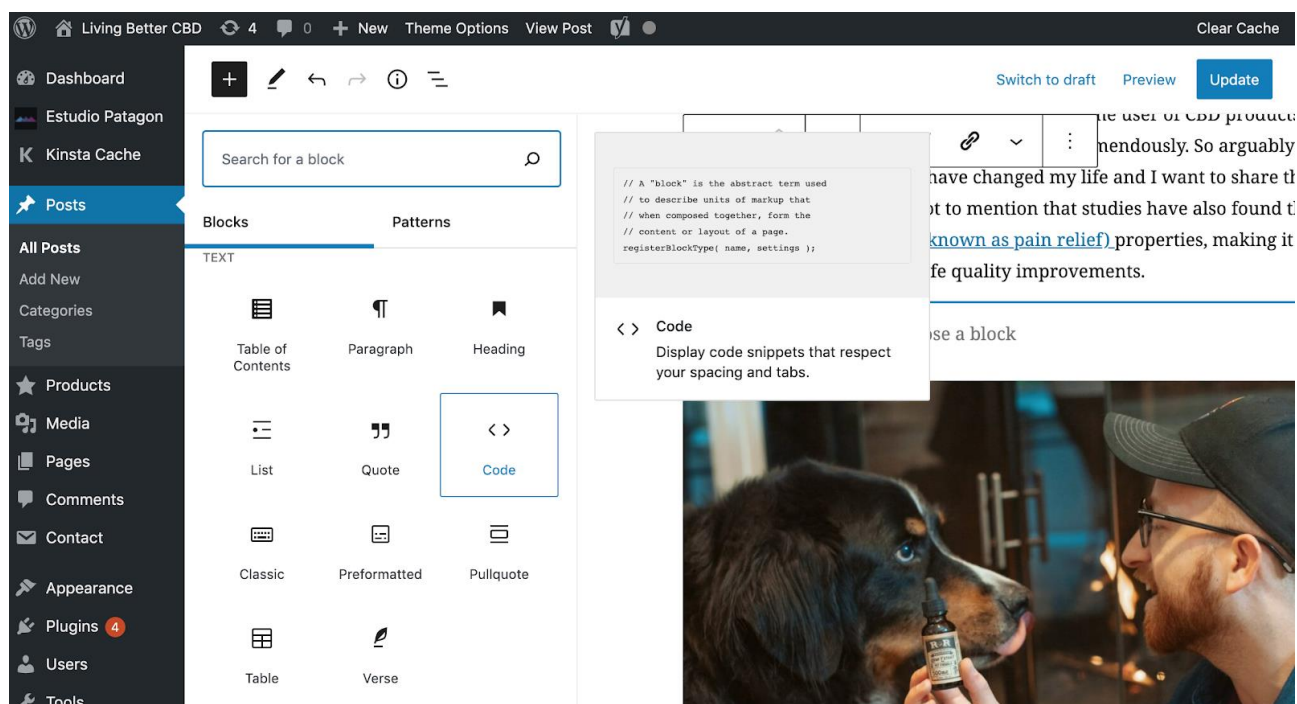 Living Better CBD 4 0 New Theme Options View Post Clear Cache
Dashboard
Estudio Patagon
Kinsta Cache
Posts
All Posts
Add New
Categories
Tags
Products
Media
Pages
Comments
Contact
Appearance
Plugins 4
Users
Tools
Switch to draft Preview Update
Search for a block
Blocks Patterns
TEXT
Table of Contents
Paragraph
Heading
List
Quote
Code
Classic
Preformatted
Pullquote
Table
Verse
// A "block" is the abstract term used
// to describe units of markup that
// when composed together, form the
// content or layout of a page.
registerBlockType( name, settings );
Code
Display code snippets that respect
your spacing and tabs.
user of CBD products
mendously. So arguably
have changed my life and I want to share
to mention that studies have also found
known as pain relief) properties, making it
fe quality improvements.
ose a block
R R